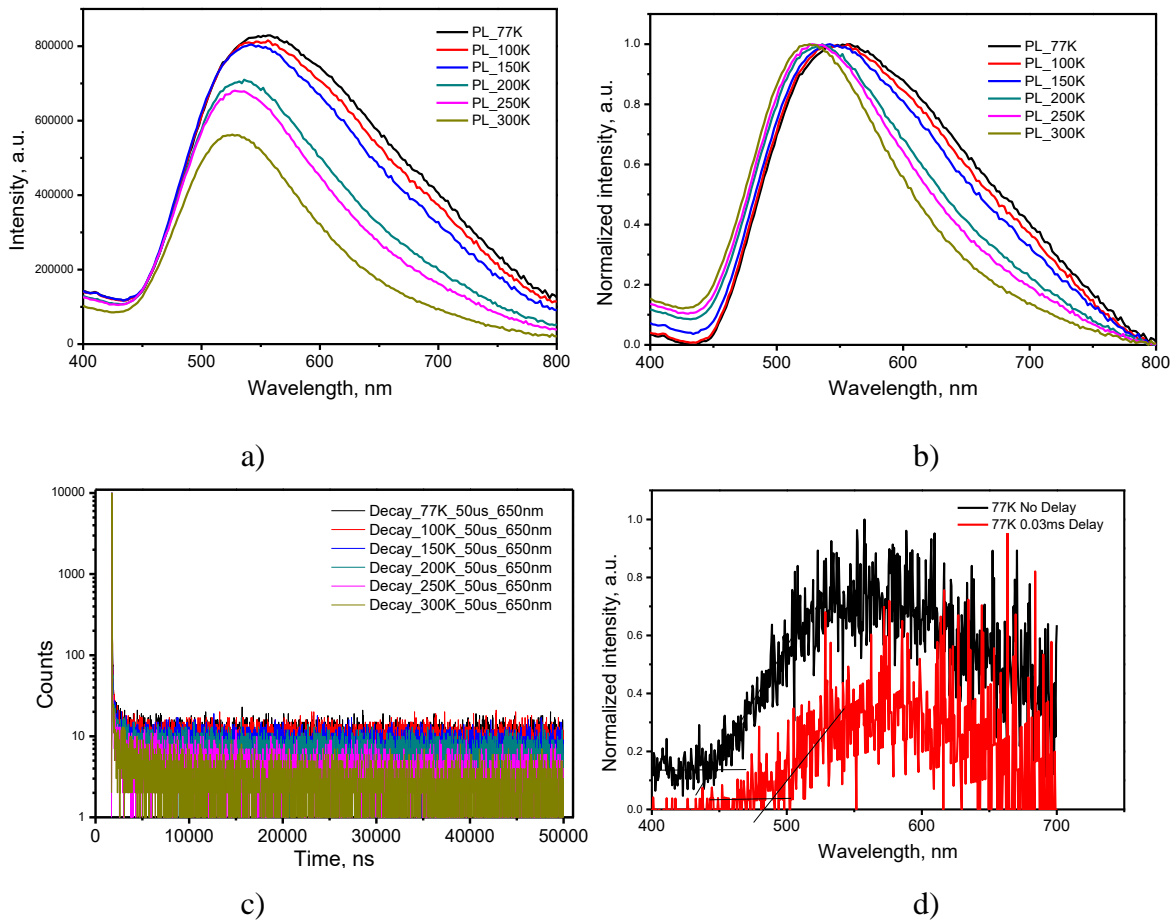 800000
600000
400000
200000
0
400
500
600
700
800
Intensity, a.u.
Wavelength, nm
PL_77K
PL_100K
PL_150K
PL_200K
PL_250K
PL_300K
a)
1.0
0.8
0.6
0.4
0.2
0.0
400
500
600
700
800
Normalized intensity, a.u.
Wavelength, nm
PL_77K
PL_100K
PL_150K
PL_200K
PL_250K
PL_300K
b)
10000
1000
100
10
1
0
10000
20000
30000
40000
50000
Counts
Time, ns
Decay_77K_50us_650nm
Decay_100K_50us_650nm
Decay_150K_50us_650nm
Decay_200K_50us_650nm
Decay_250K_50us_650nm
Decay_300K_50us_650nm
c)
1.0
0.8
0.6
0.4
0.2
0.0
400
500
600
700
Normalized intensity, a.u.
Wavelength, nm
77K No Delay
77K 0.03ms Delay
d)